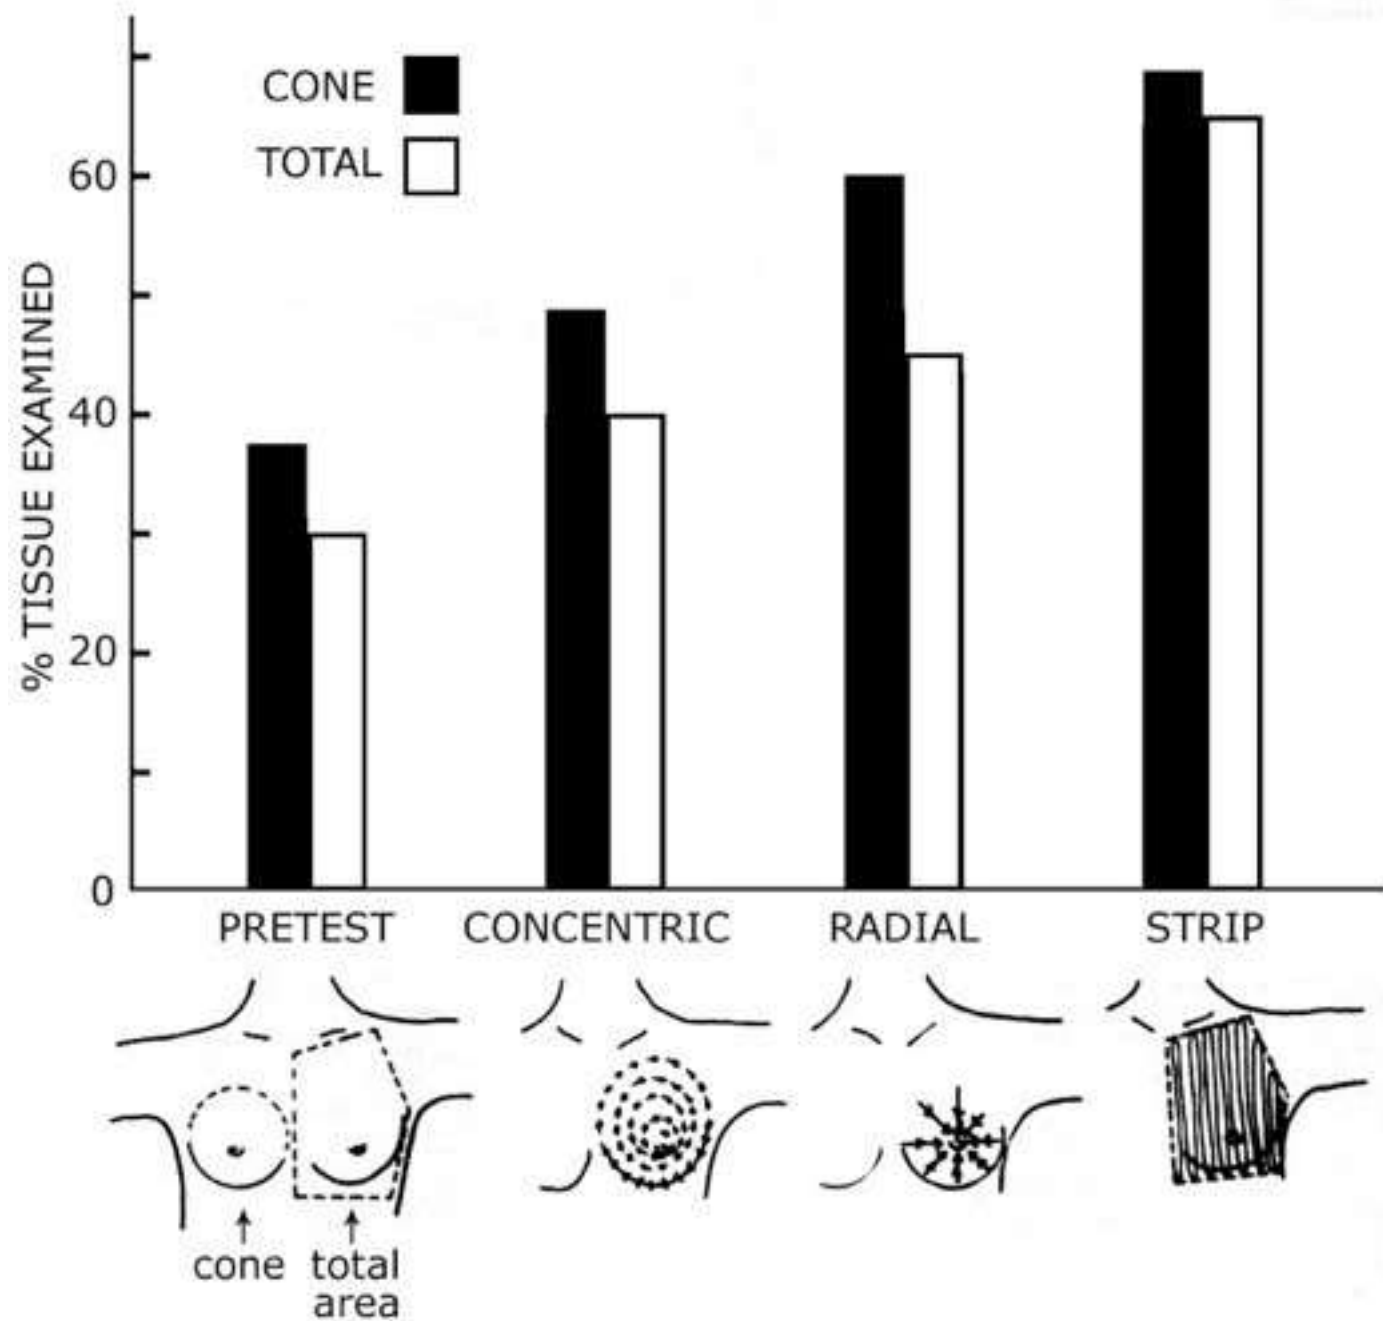 CONE
TOTAL
% TISSUE EXAMINED
60
40
20
0
PRETEST CONCENTRIC RADIAL STRIP
cone total
area